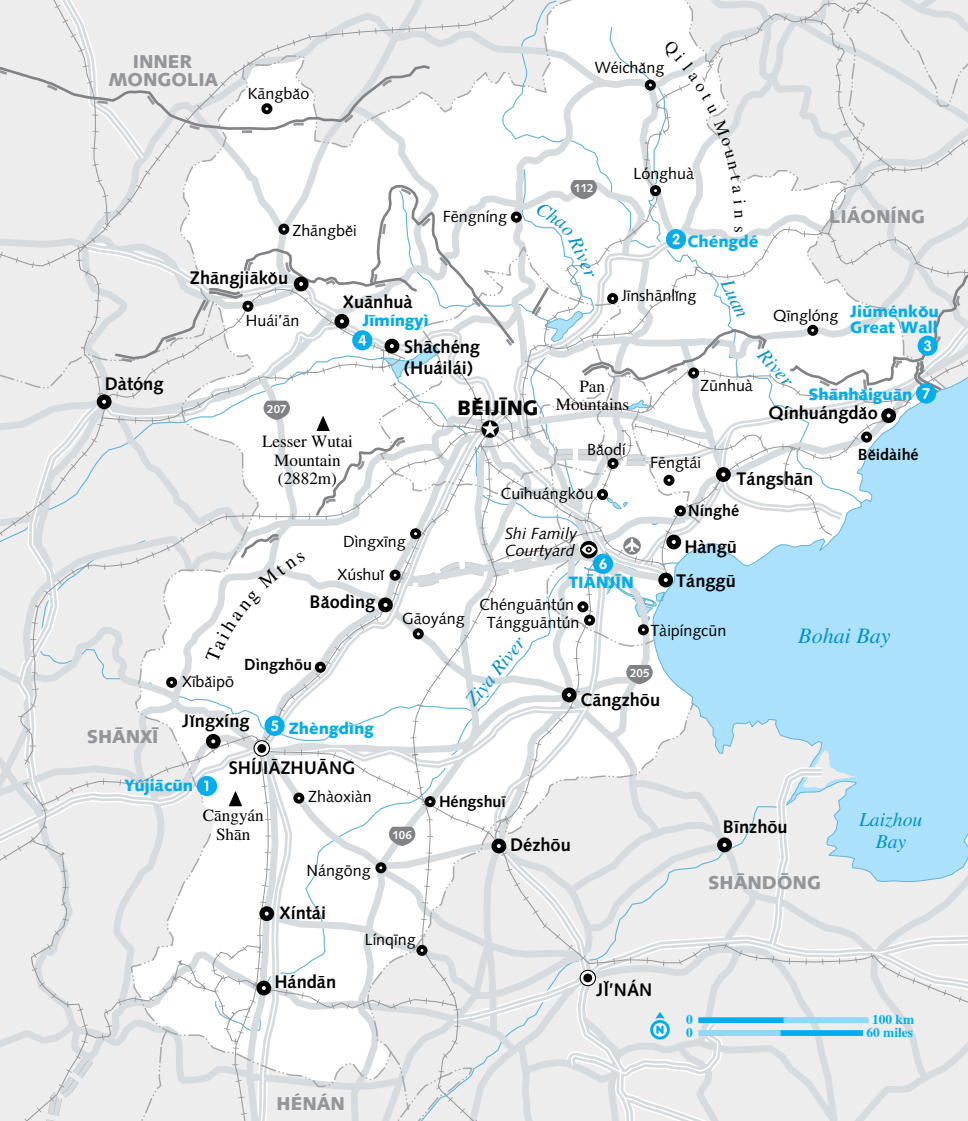 INNER
MONGOLIA
Kāngbǎo
Wéichǎng
Qilaotu Mountains
Lónghuà
112
Fēngníng
Chao River
LIÁONÍNG
Zhāngběi
2 Chéngdé
Zhāngjiākǒu
Luan
River
Jīnshānlǐng
Xuānhuà
Huái'ān
Jīmíngyì
4
Qīnglóng
Jiǔménkǒu
Great Wall
3
Shāchéng
(Huáilái)
Dàtóng
Pan
Mountains
Zūnhuà
Shānhǎiguān 7
207
BĚIJĪNG
Qínhuángdǎo
Lesser Wutai
Mountain
(2882m)
Běidàihé
Bǎodí
Fēngtái
Tángshān
Cuīhuángkǒu
Nínghé
Dìngxīng
Shi Family
Courtyard
Hàngū
6
TIĀNJĪN
Xúshuǐ
Tánggū
Taihang Mtns
Bǎodìng
Chénguāntún
Tángguāntún
Gāoyáng
Tàipíngcūn
Bohai Bay
Dìngzhōu
Ziya River
205
Xībǎipō
Cāngzhōu
5 Zhèngdìng
Jǐngxíng
SHĀNXĪ
SHÍJIĀZHUĀNG
Yújiācūn 1
Zhàoxiàn
Héngshuǐ
Cāngyán
Shān
Laizhou
Bay
106
Bīnzhōu
Dézhōu
Nángōng
SHĀNDŌNG
Xíntái
Línqīng
Hándān
JǏ'NÁN
N
0 100 km
0 60 miles
HÉNÁN